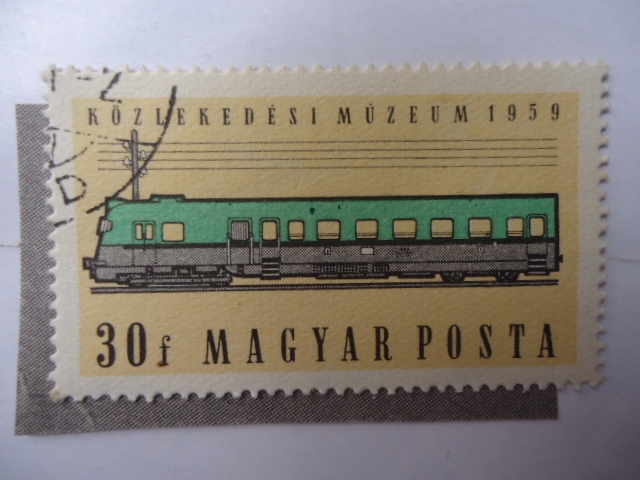 KÖZLEKEDÉSI MÚZEUM 1959
30f MAGYAR POSTA